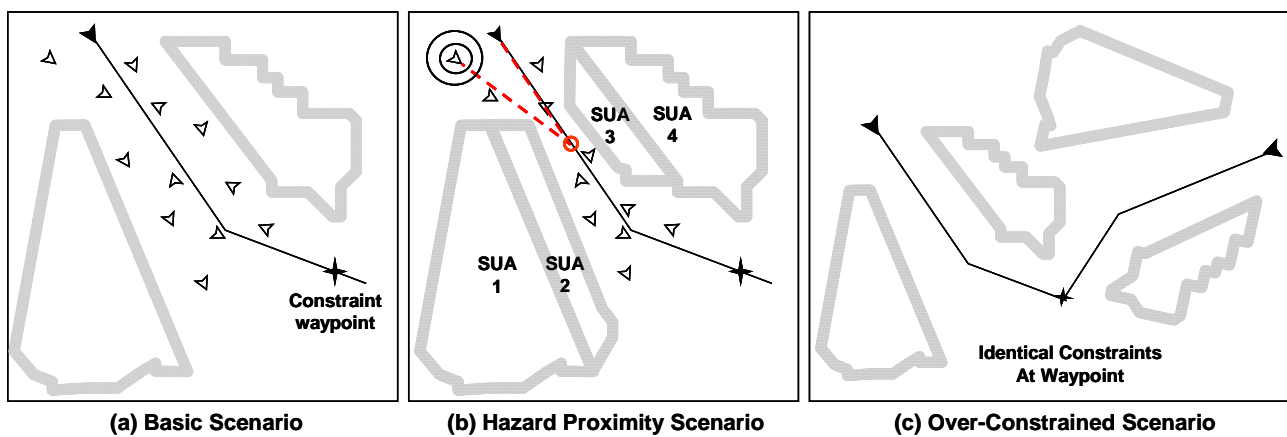 Constraint
waypoint
(a) Basic Scenario
SUA
3
SUA
4
SUA
1
SUA
2
(b) Hazard Proximity Scenario
Identical Constraints
At Waypoint
(c) Over-Constrained Scenario